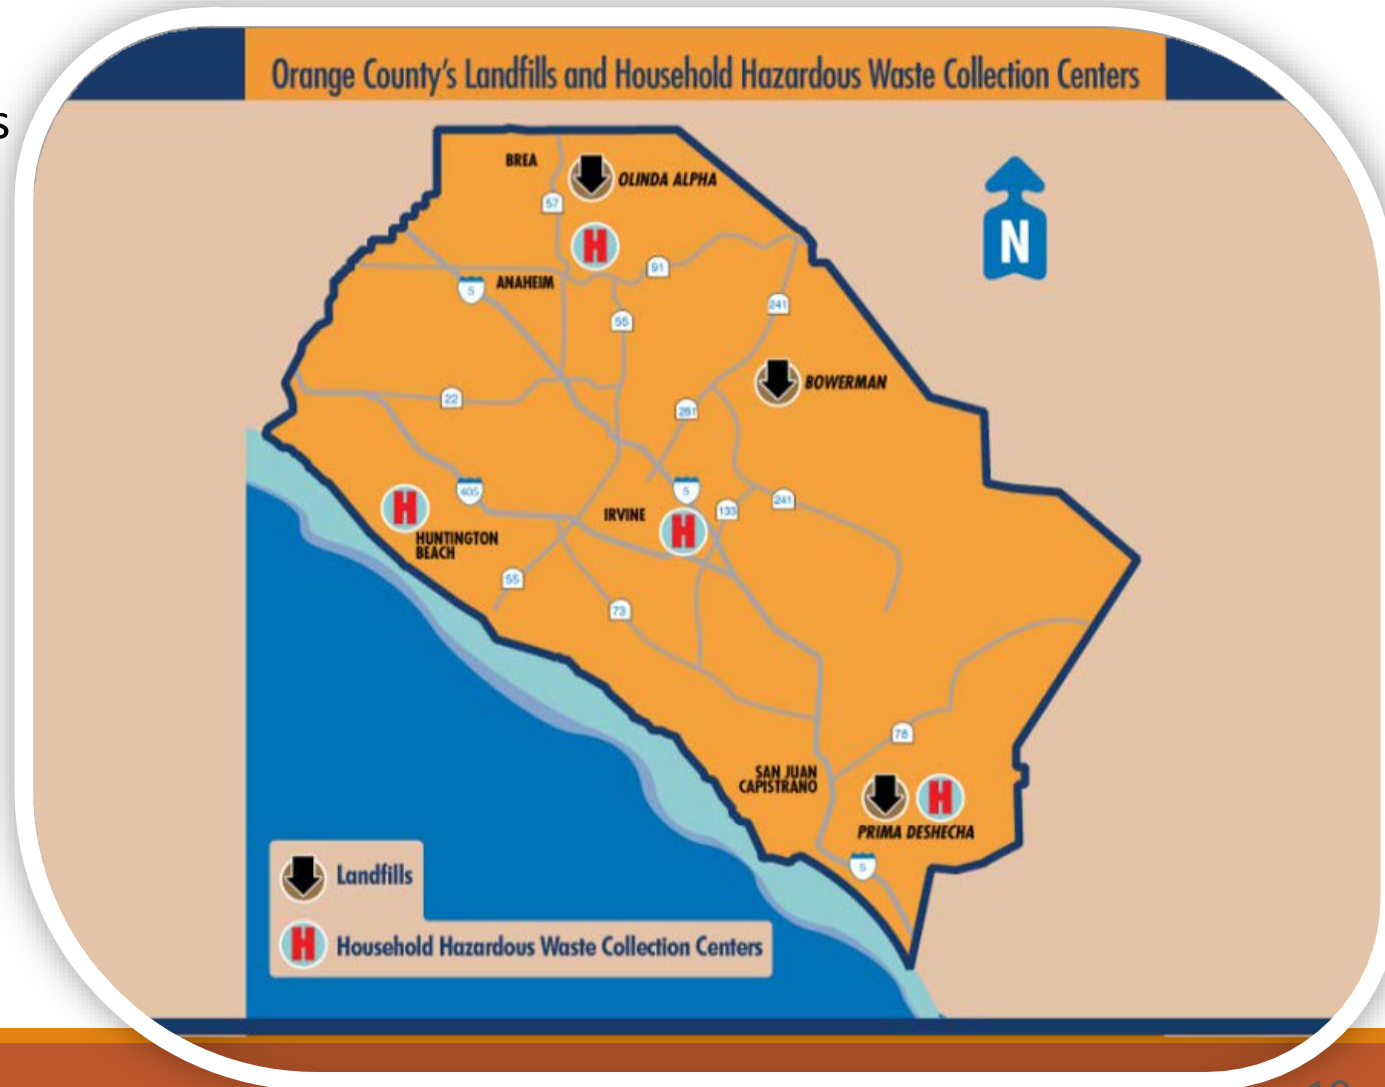 s
Orange County's Landfills and Household Hazardous Waste Collection Centers
BREA
OLINDA ALPHA
57
H
N
91
5
ANAHEIM
241
55
BOWERMAN
22
261
405
5
241
H
133
IRVINE
H
HUNTINGTON
BEACH
55
73
78
SAN JUAN
CAPISTRANO
H
PRIMA DESHECHA
5
Landfills
H
Household Hazardous Waste Collection Centers